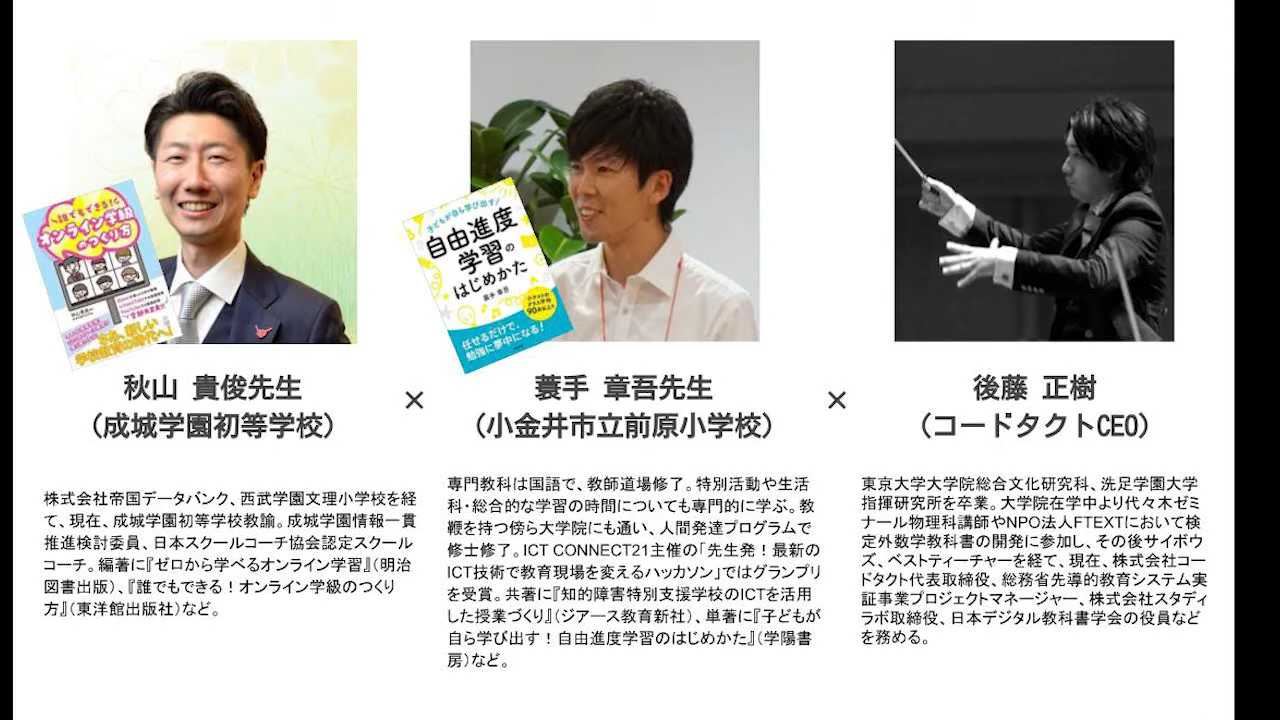 誰でもできる!
オンライン学級
のつくり方
さあ、新しい
学校教育の時代へ!
子どもが自ら学び出す!
自由進度
学習の
はじめかた
蓑手 章吾
90点以上!
任せるだけで、
勉強に夢中になる!
秋山 貴俊先生
(成城学園初等学校)
×
蓑手 章吾先生
(小金井市立前原小学校)
×
後藤 正樹
(コードタクトCEO)
株式会社帝国データバンク、西武学園文理小学校を経
て、現在、成城学園初等学校教諭。成城学園情報一貫
推進検討委員、日本スクールコーチ協会認定スクール
コーチ。編著に『ゼロから学べるオンライン学習』(明治
図書出版)、『誰でもできる!オンライン学級のつくり
方』(東洋館出版社)など。
専門教科は国語で、教師道場修了。特別活動や生活
科・総合的な学習の時間についても専門的に学ぶ。教
鞭を持つ傍ら大学院にも通い、人間発達プログラムで
修士修了。ICT CONNECT21主催の「先生発!最新の
ICT技術で教育現場を変えるハッカソン」ではグランプリ
を受賞。共著に『知的障害特別支援学校のICTを活用し
た授業づくり』(ジアース教育新社)、単著に『子どもが
自ら学び出す!自由進度学習のはじめかた』(学陽書
房)など。
東京大学大学院総合文化研究科、洗足学園大学
指揮研究所を卒業。大学院在学中より代々木ゼミ
ナール物理科講師やNPO法人FTEXTにおいて検
定外数学教科書の開発に参加し、その後サイボウ
ズ、ベストティーチャーを経て、現在、株式会社コー
ドタクト代表取締役、総務省先導的教育システム実
証事業プロジェクトマネージャー、株式会社スタディ
ラボ取締役、日本デジタル教科書学会の役員など
を務める。